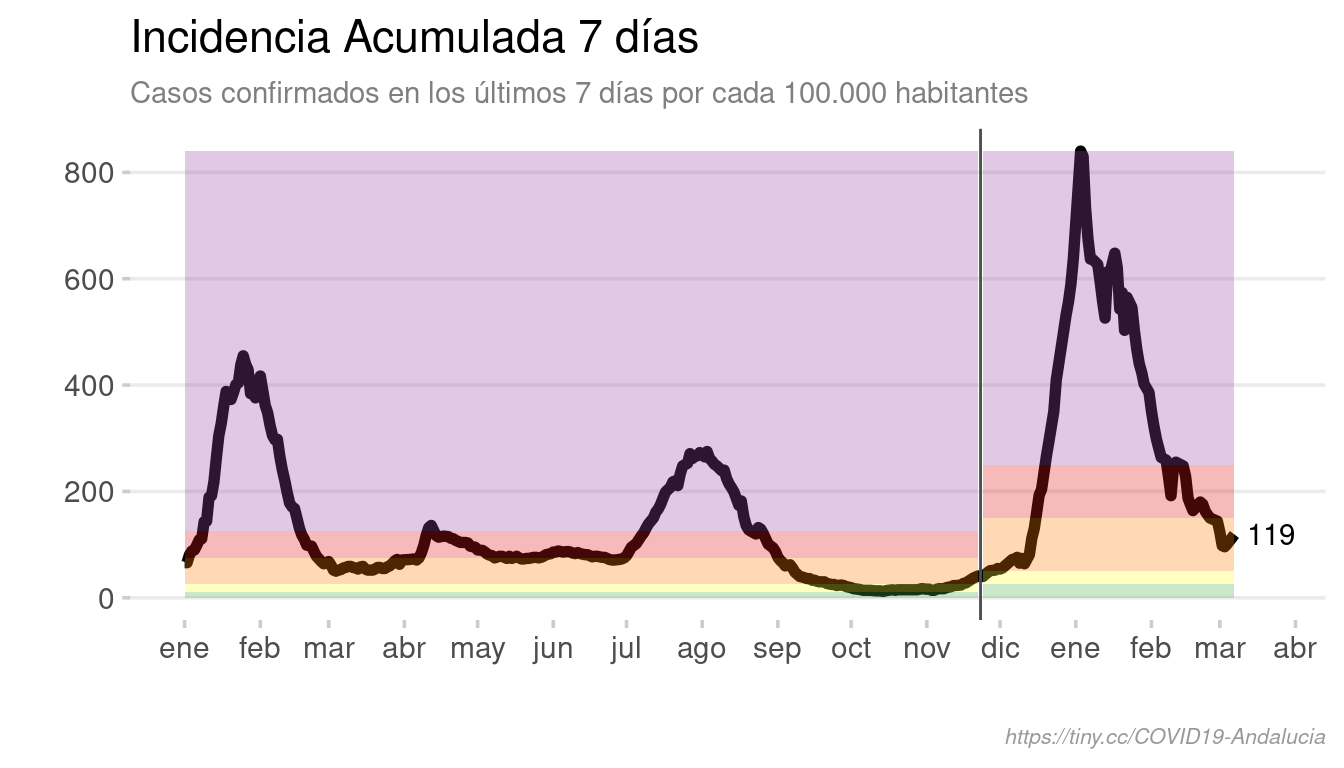 Incidencia Acumulada 7 días
Casos confirmados en los últimos 7 días por cada 100.000 habitantes
800
600
400
200
0
119
ene feb mar abr may jun jul ago sep oct nov dic ene feb mar abr
https://tiny.cc/COVID19-Andalucia